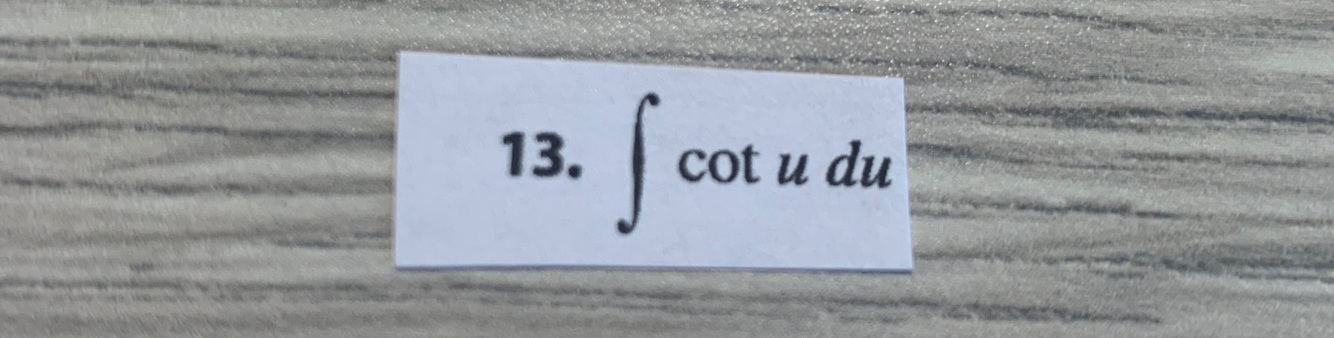 13. ∫ cot u du